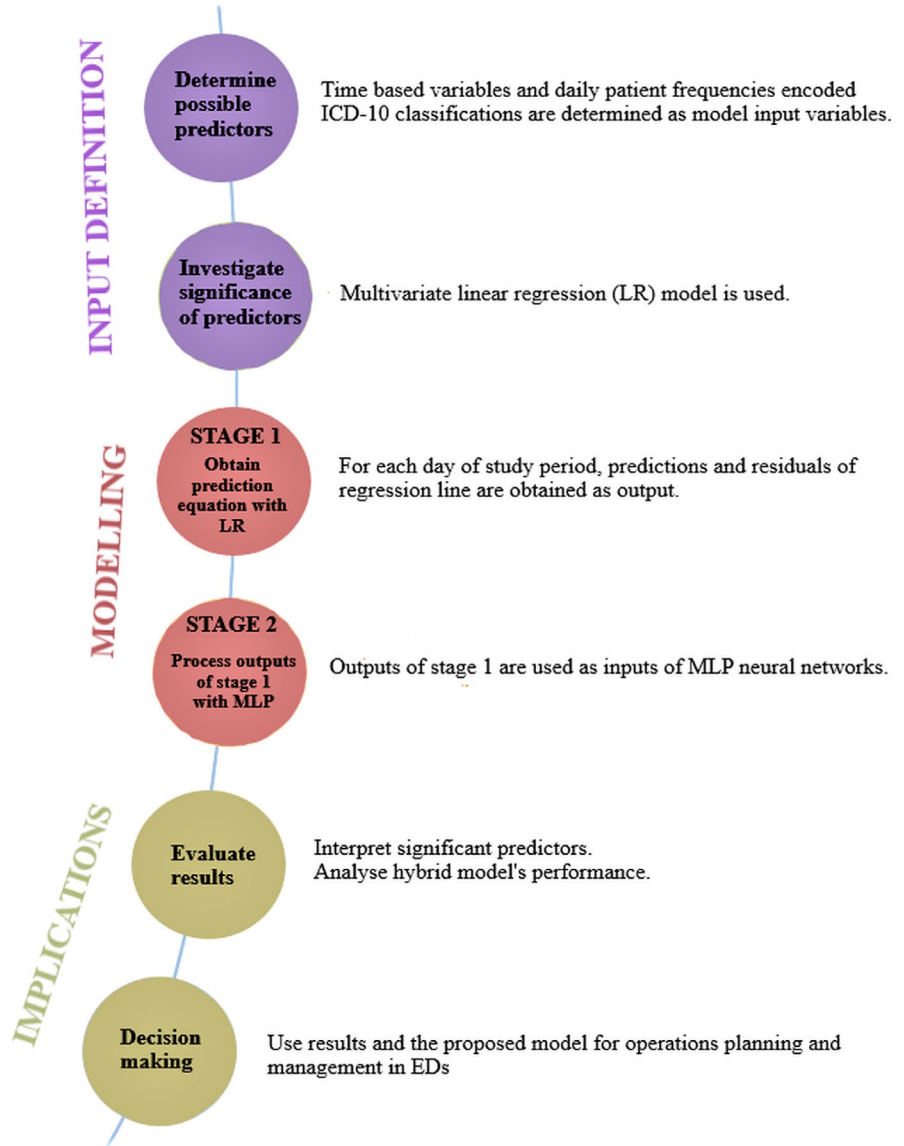 INPUT DEFINITION
Determine
possible
predictors
Time based variables and daily patient frequencies encoded
ICD-10 classifications are determined as model input variables.
Investigate
significance
of predictors
Multivariate linear regression (LR) model is used.
MODELLING
STAGE 1
Obtain
prediction
equation with
LR
For each day of study period, predictions and residuals of
regression line are obtained as output.
STAGE 2
Process outputs
of stage 1
with MLP
Outputs of stage 1 are used as inputs of MLP neural networks.
IMPLICATIONS
Evaluate
results
Interpret significant predictors.
Analyse hybrid model's performance.
Decision
making
Use results and the proposed model for operations planning and
management in EDs